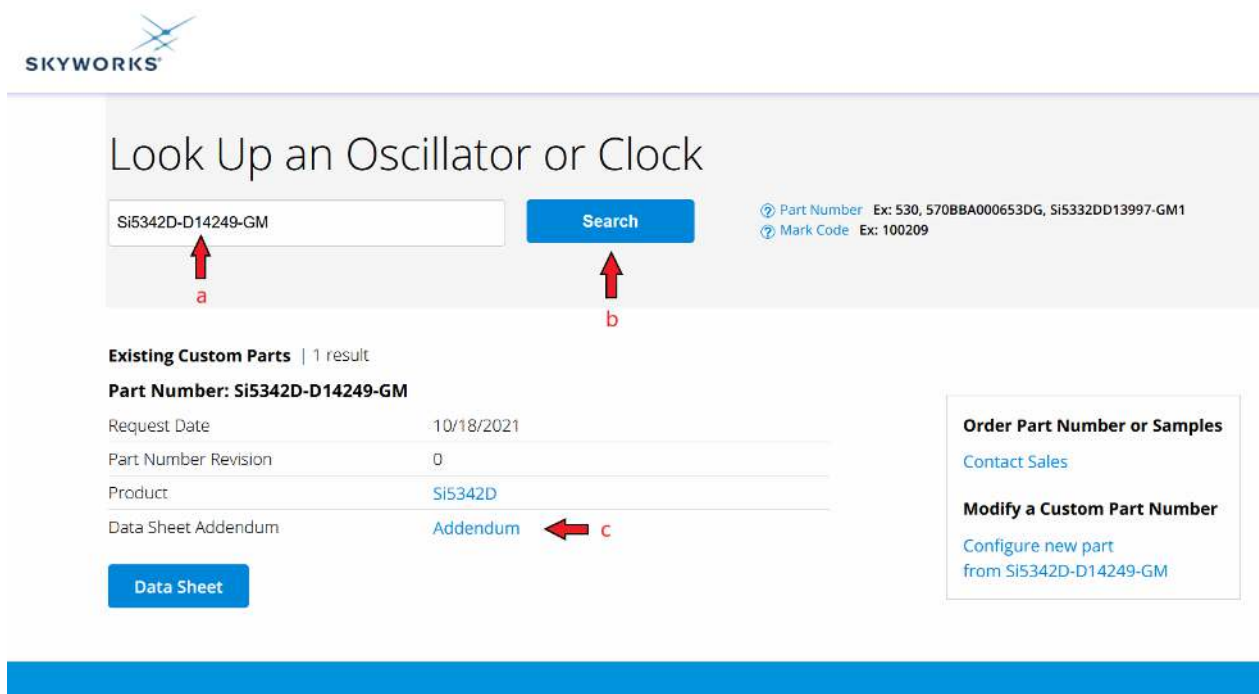 SKYWORKS
Look Up an Oscillator or Clock
Si5342D-D14249-GM
Search
? Part Number Ex: 530, 570BBA000653DG, Si5332DD13997-GM1
? Mark Code Ex: 100209
a
b
Existing Custom Parts | 1 result
Part Number: Si5342D-D14249-GM
Request Date 10/18/2021
Part Number Revision 0
Product Si5342D
Data Sheet Addendum Addendum c
Data Sheet
Order Part Number or Samples
Contact Sales
Modify a Custom Part Number
Configure new part
from Si5342D-D14249-GM